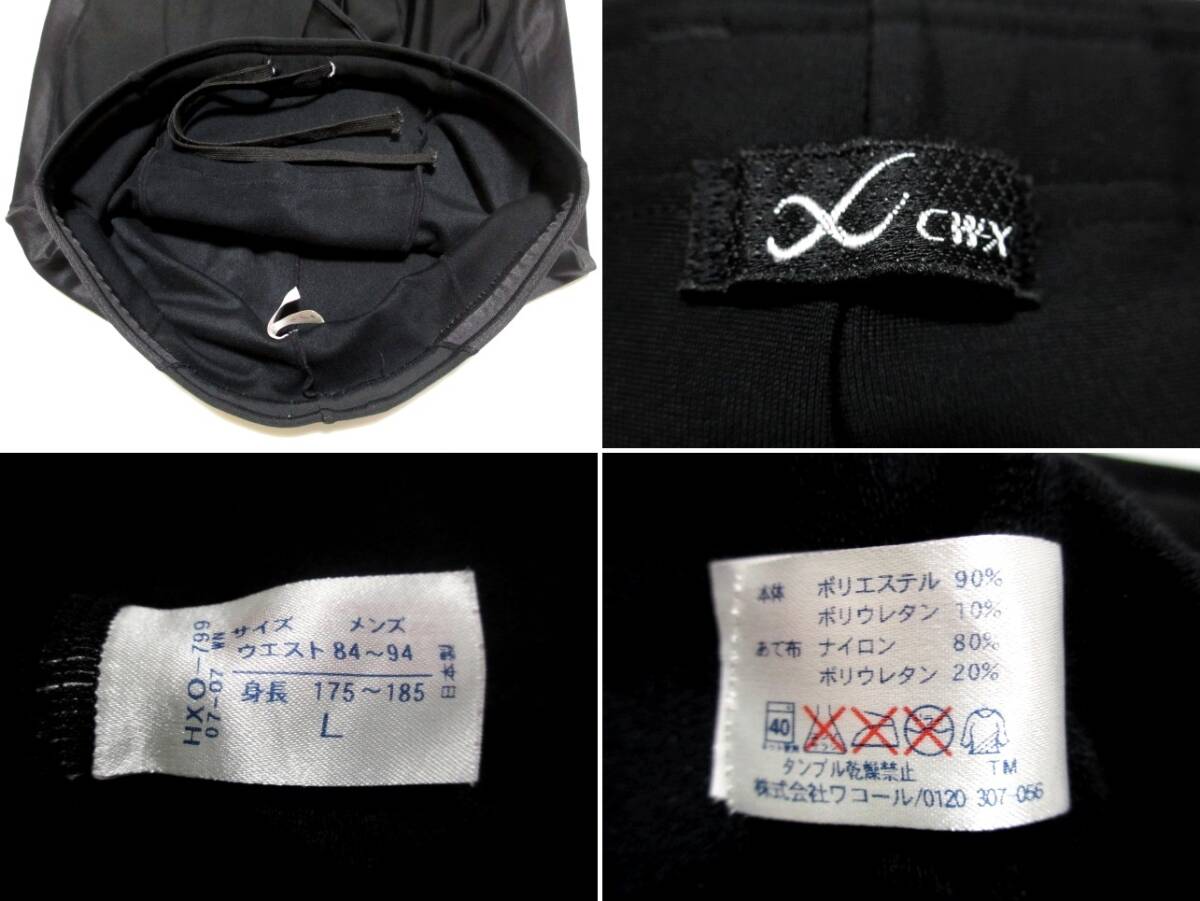 CW-X
サイズ メンズ
ウエスト 84～94
身長 175～185
L
日本製
HXO-799
07-07 WN
本体 ポリエステル 90%
ポリウレタン 10%
あて布 ナイロン 80%
ポリウレタン 20%
40
タンブル乾燥禁止 TM
株式会社ワコール/0120 307-056